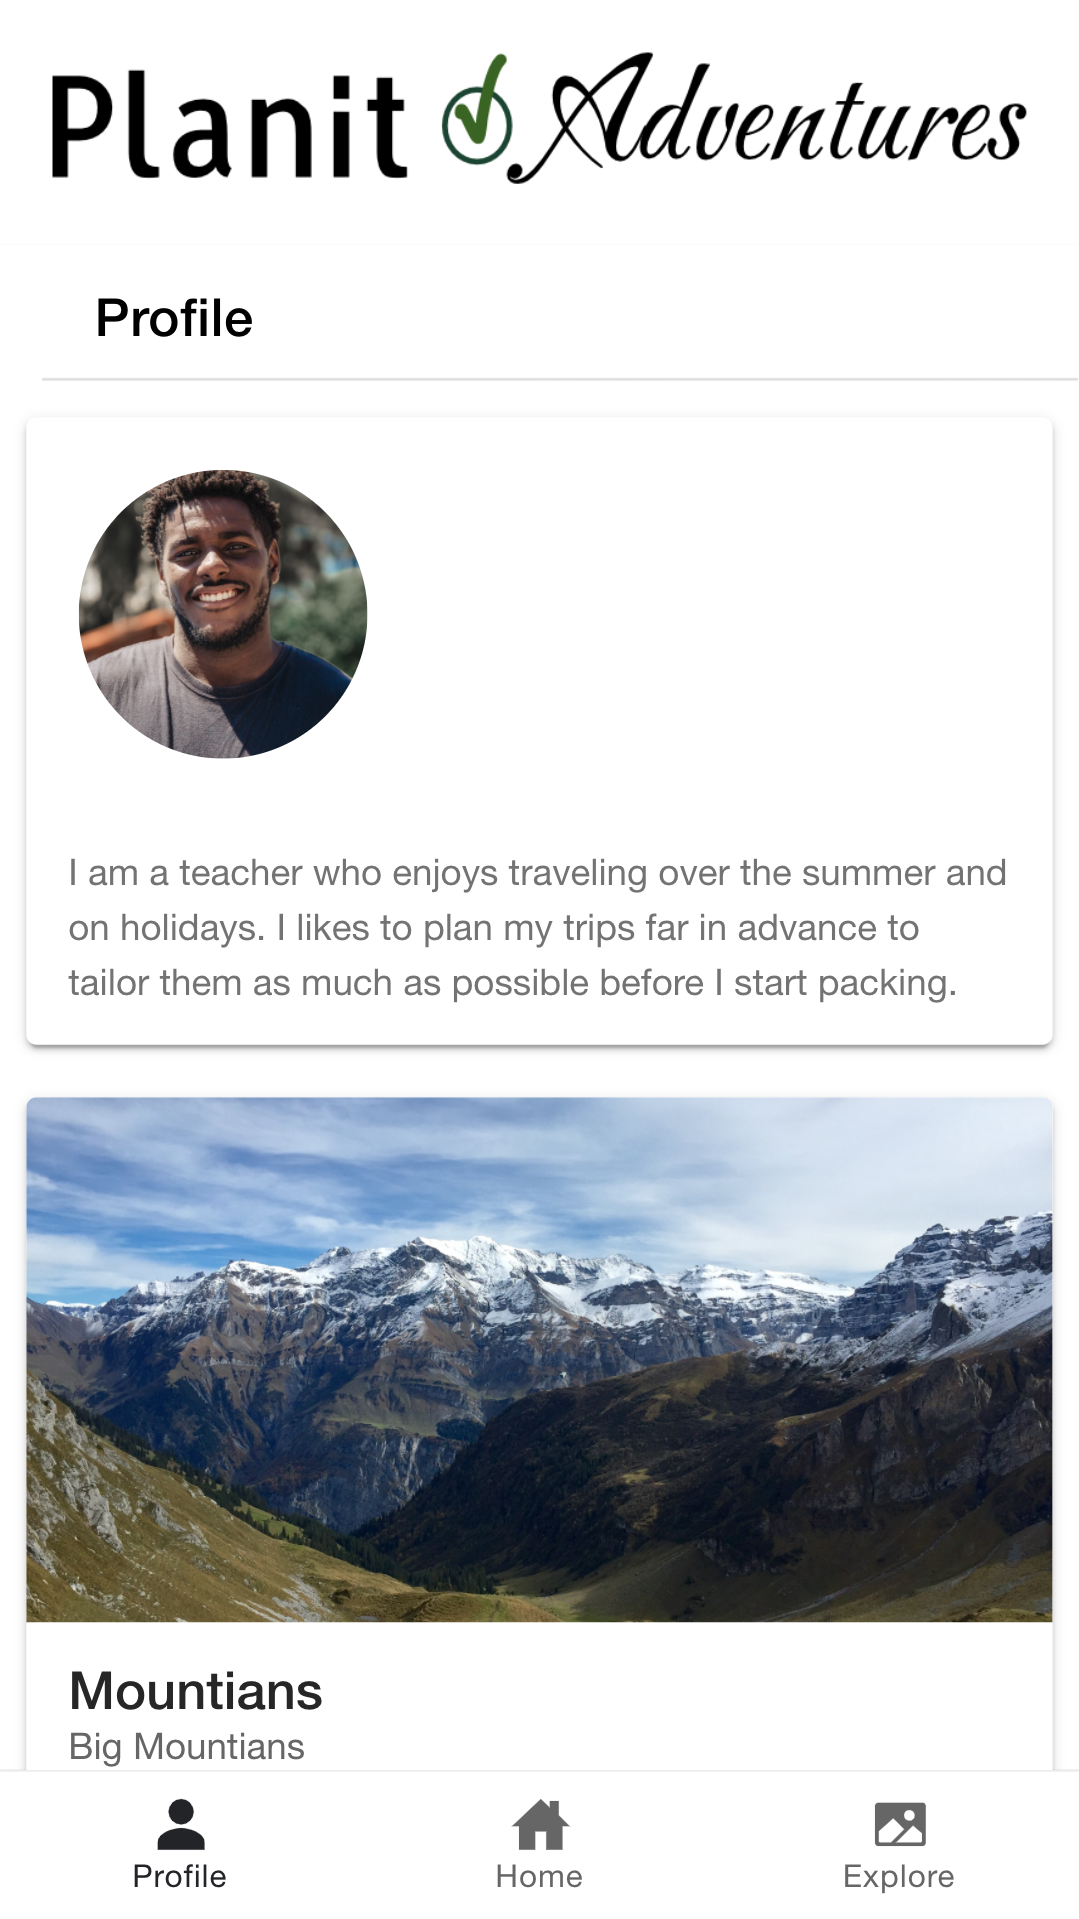 Planit Adventures
Profile
I am a teacher who enjoys traveling over the summer and
on holidays. I likes to plan my trips far in advance to
tailor them as much as possible before I start packing.
Mountians
Big Mountians
Profile
Home
Explore